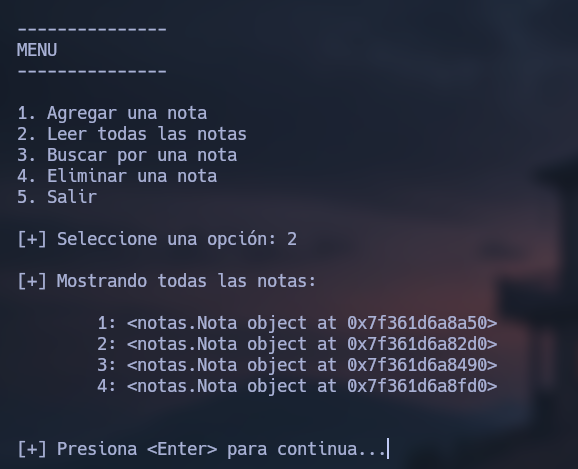 ---------------
MENU
---------------
1. Agregar una nota
2. Leer todas las notas
3. Buscar por una nota
4. Eliminar una nota
5. Salir
[+] Seleccione una opción: 2
[+] Mostrando todas las notas:
1: <notas.Nota object at 0x7f361d6a8a50>
2: <notas.Nota object at 0x7f361d6a82d0>
3: <notas.Nota object at 0x7f361d6a8490>
4: <notas.Nota object at 0x7f361d6a8fd0>
[+] Presiona <Enter> para continua...